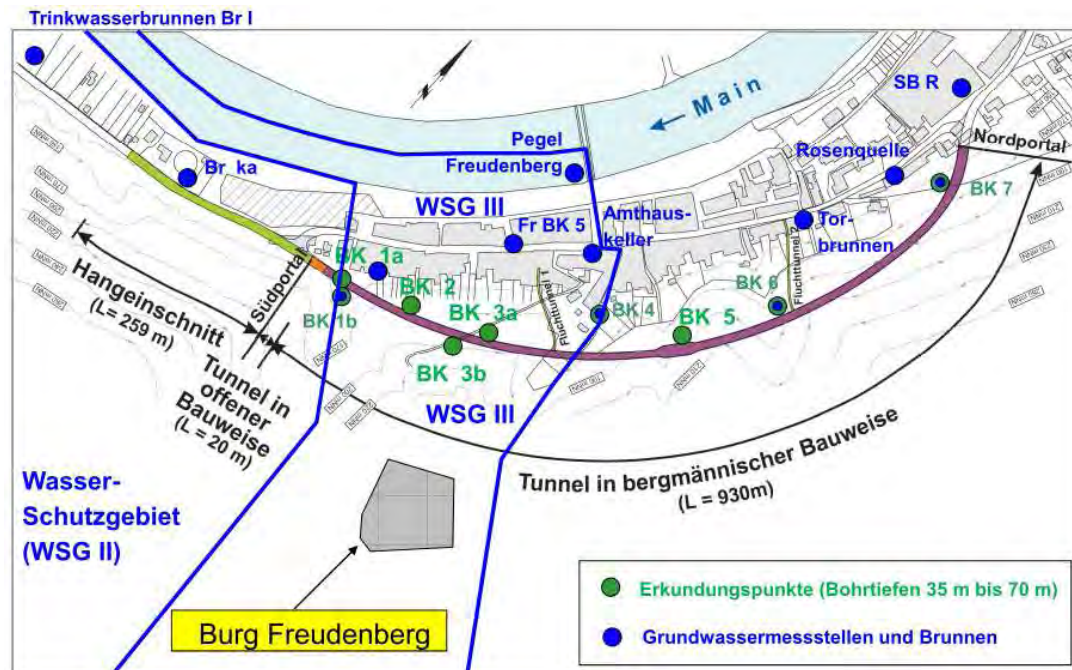 Trinkwasserbrunnen Br I
Main
SB R
Pegel
Freudenberg
Nordportal
Rosenquelle
Br ka
BK 7
WSG III
Amthaus-
keller
Fr BK 5
Tor-
brunnen
Südportal
BK 1a
BK 2
BK 1b
BK 3a
Fluchttunnel 1
BK 4
BK 5
BK 6
Fluchttunnel 2
Hangeinschnitt
(L= 259 m)
BK 3b
Tunnel in
offener
Bauweise
(L = 20 m)
WSG III
Tunnel in bergmännischer Bauweise
(L = 930m)
Wasser-
Schutzgebiet
(WSG II)
Burg Freudenberg
Erkundungspunkte (Bohrtiefen 35 m bis 70 m)
Grundwassermessstellen und Brunnen